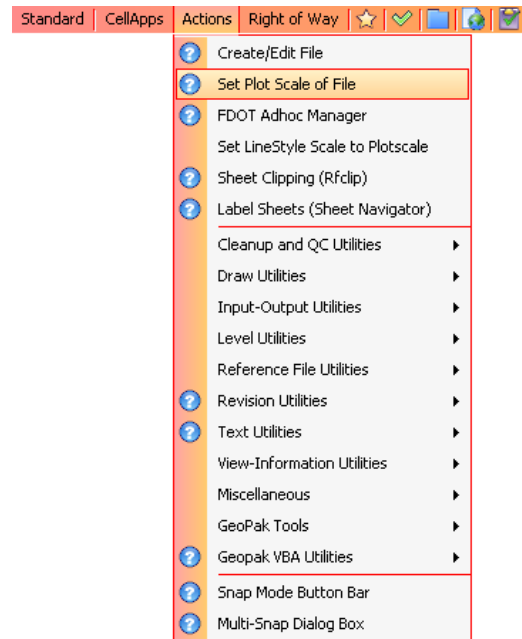 Standard CellApps Actions Right of Way
Create/Edit File
Set Plot Scale of File
FDOT Adhoc Manager
Set LineStyle Scale to Plotscale
Sheet Clipping (Rfclip)
Label Sheets (Sheet Navigator)
Cleanup and QC Utilities
Draw Utilities
Input-Output Utilities
Level Utilities
Reference File Utilities
Revision Utilities
Text Utilities
View-Information Utilities
Miscellaneous
GeoPak Tools
Geopak VBA Utilities
Snap Mode Button Bar
Multi-Snap Dialog Box